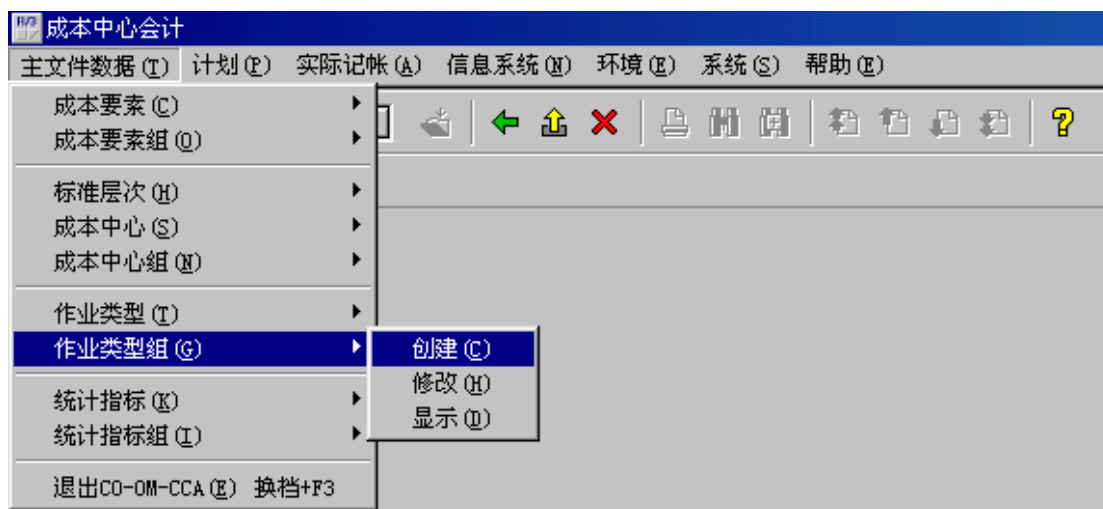 R/3 成本中心会计
主文件数据(T) 计划(P) 实际记帐(A) 信息系统(N) 环境(E) 系统(S) 帮助(E)
成本要素(C)
成本要素组(O)
标准层次(H)
成本中心(S)
成本中心组(N)
作业类型(T)
作业类型组(G)
创建(C)
修改(H)
显示(D)
统计指标(K)
统计指标组(I)
退出CO-OM-CCA(E) 换档+F3